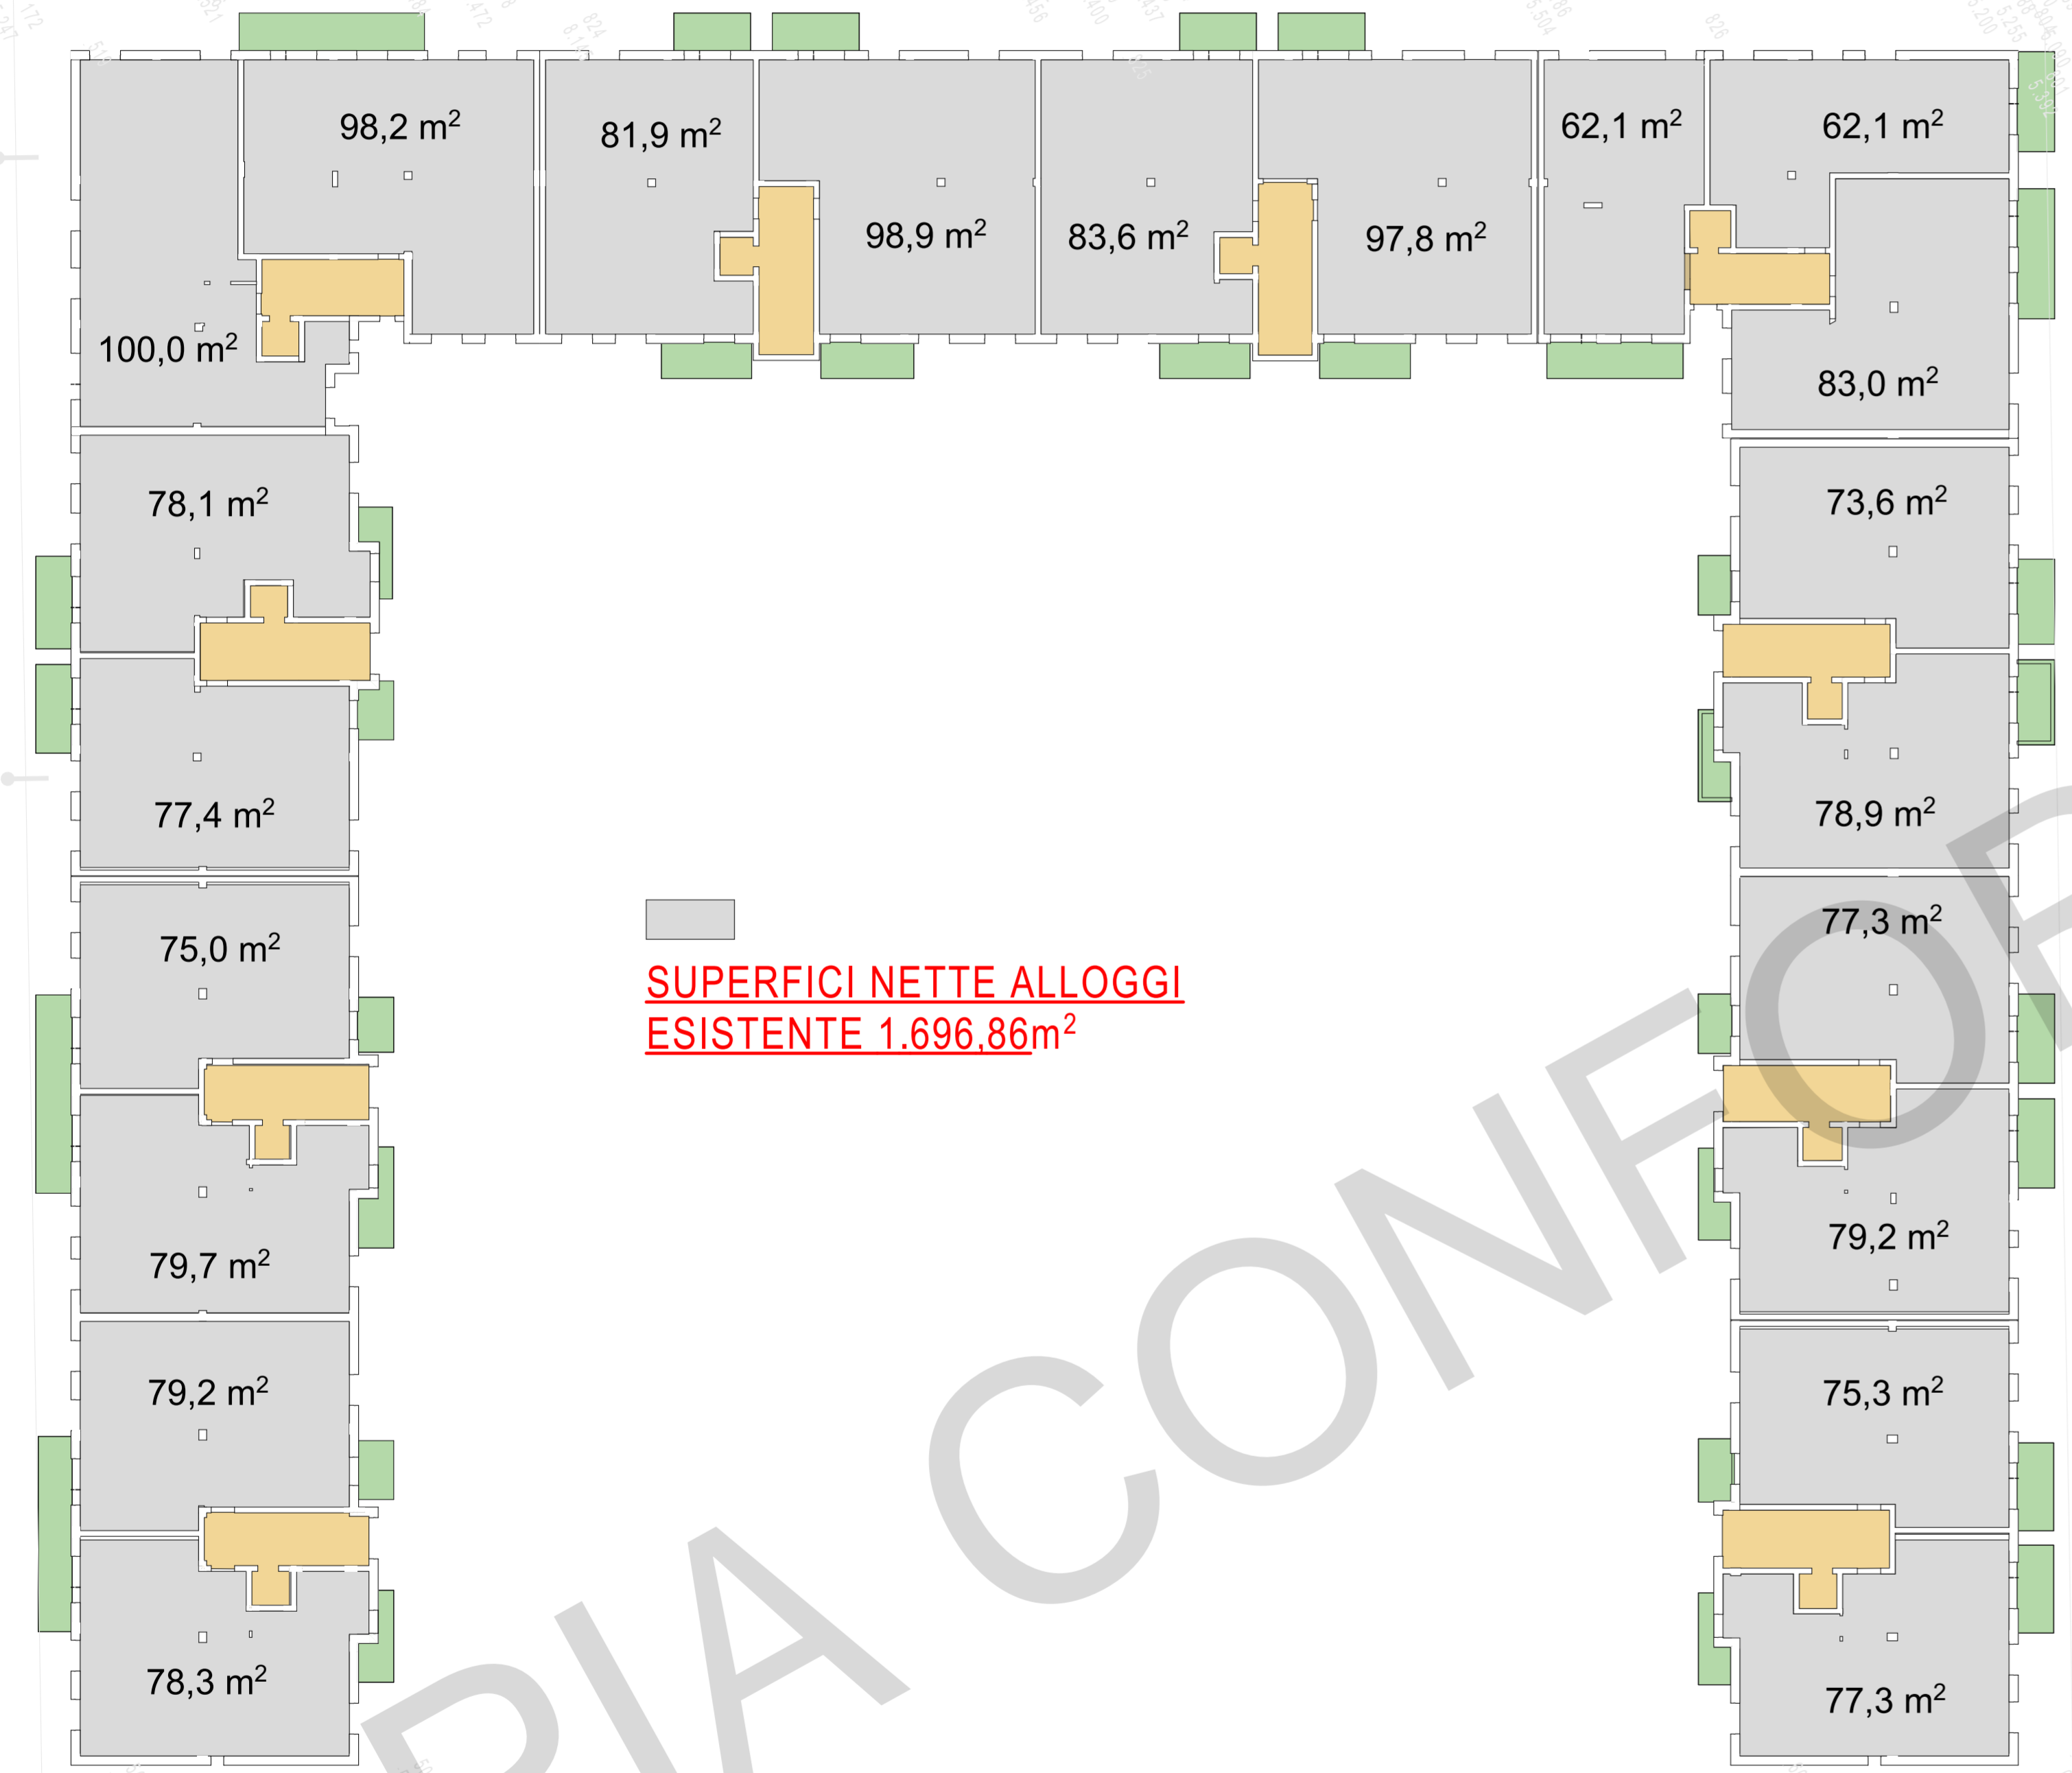 98,2 m²
81,9 m²
62,1 m²
62,1 m²
98,9 m²
83,6 m²
97,8 m²
100,0 m²
83,0 m²
78,1 m²
73,6 m²
77,4 m²
78,9 m²
75,0 m²
77,3 m²
SUPERFICI NETTE ALLOGGI
ESISTENTE 1.696,86m²
79,7 m²
79,2 m²
79,2 m²
75,3 m²
78,3 m²
77,3 m²
PIA CONFOR